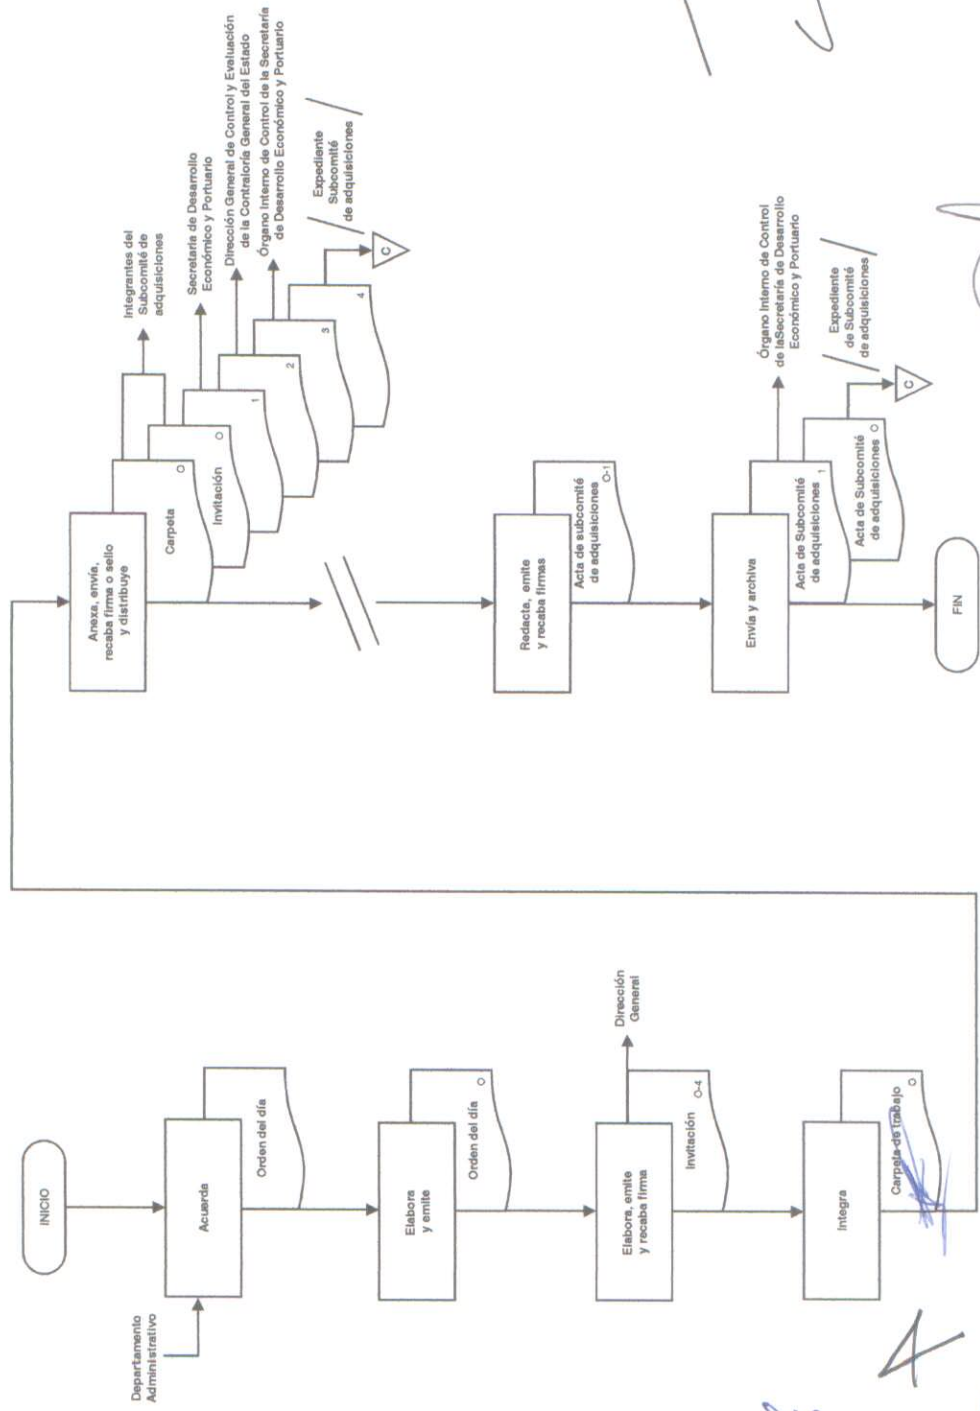 INICIO
Departamento
Administrativo
Acuerda
Orden del día
Elabora
y emite
Orden del día
O
Elabora, emite
y recaba firma
Invitación
O-4
Dirección
General
Integra
Carpeta de trabajo
O
Anexa, envía,
recaba firma o sello
y distribuye
Carpeta
O
Integrantes del
Subcomité de
adquisiciones
Invitación
O
Secretaría de Desarrollo
Económico y Portuario
1
Dirección General de Control y Evaluación
de la Contraloría General del Estado
2
Órgano Interno de Control de la Secretaría
de Desarrollo Económico y Portuario
3
4
Expediente
Subcomité
de adquisiciones
C
Redacta, emite
y recaba firmas
Acta de subcomité
de adquisiciones
O-1
Envía y archiva
Acta de Subcomité
de adquisiciones
1
Órgano Interno de Control
de laSecretaría de Desarrollo
Económico y Portuario
Acta de Subcomité
de adquisiciones
O
Expediente
de Subcomité
de adquisiciones
C
FIN